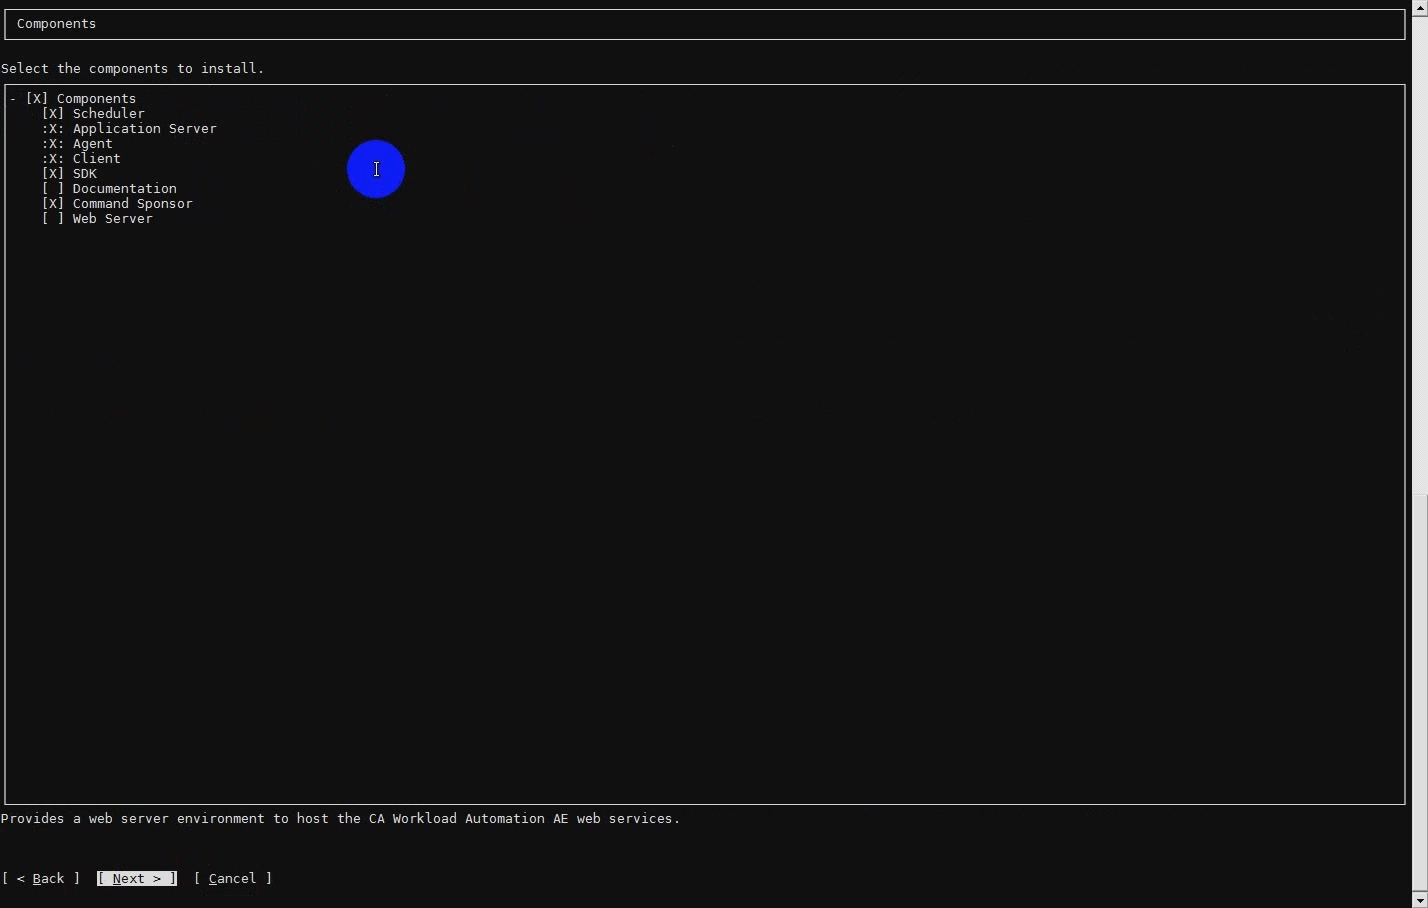 Components
Select the components to install.
- [X] Components
[X] Scheduler
:X: Application Server
:X: Agent
:X: Client
[X] SDK
[ ] Documentation
[X] Command Sponsor
[ ] Web Server
Provides a web server environment to host the CA Workload Automation AE web services.
[ < Back ] [ Next > ] [ Cancel ]